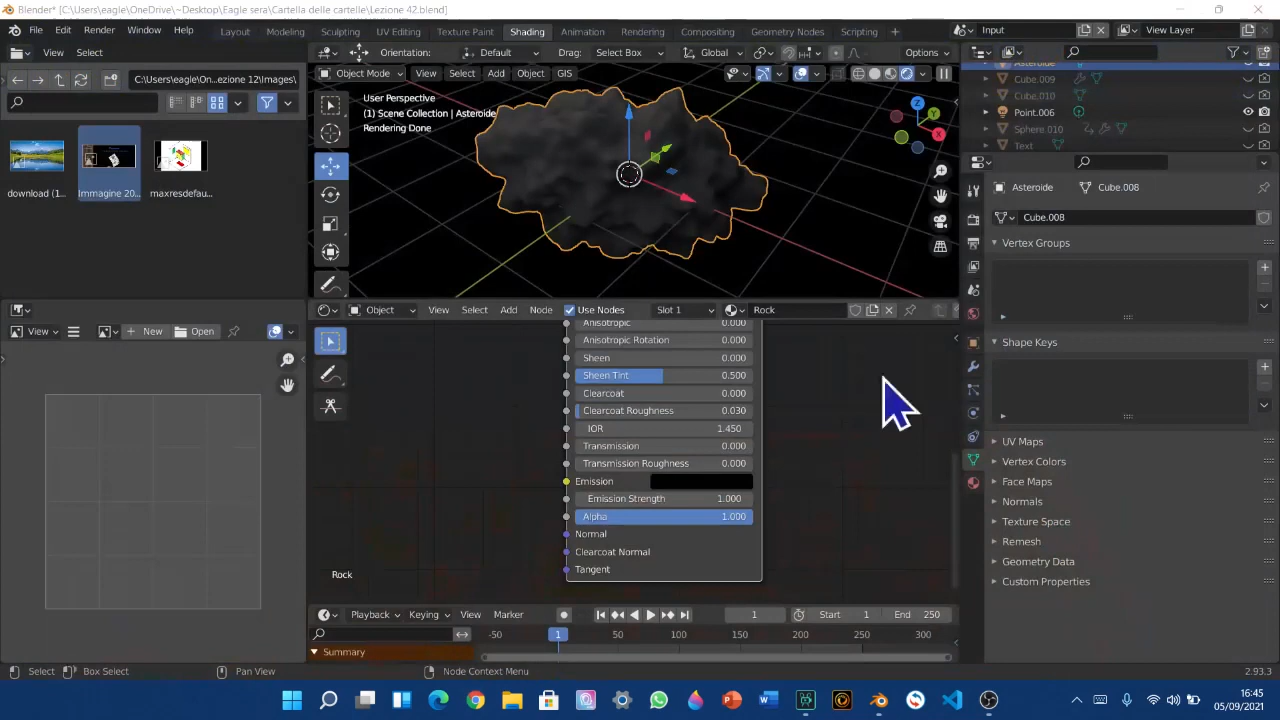 Blender* [C:\Users\eagle\OneDrive\~Desktop\Eagle sera\Cartella delle cartelle\Lezione 42.blend]
File Edit Render Window Help Layout Modeling Sculpting UV Editing Texture Paint Shading Animation Rendering Compositing Geometry Nodes Scripting + Input View Layer
View Select Orientation: Default Drag: Select Box Options
C:\Users\eagle\On...ezione 12\Images\ Object Mode View Select Add Object GIS Global
Asteroide
Cube.009
Cube.010
Point.006
Sphere.010
Text
User Perspective
(1) Scene Collection | Asteroide
Rendering Done
Z Y X
download (1... Immagine 20... maxresdefau...
Asteroide Cube.008
Cube.008
Vertex Groups
Shape Keys
UV Maps
Vertex Colors
Face Maps
Normals
Texture Space
Remesh
Geometry Data
Custom Properties
View New Open
Object View Select Add Node Use Nodes Slot 1 Rock
Anisotropic 0.000
Anisotropic Rotation 0.000
Sheen 0.000
Sheen Tint 0.500
Clearcoat 0.000
Clearcoat Roughness 0.030
IOR 1.450
Transmission 0.000
Transmission Roughness 0.000
Emission
Emission Strength 1.000
Alpha 1.000
Normal
Clearcoat Normal
Tangent
Rock
Playback Keying View Marker 1 Start 1 End 250
-50 1 50 100 150 200 250 300
Summary
Select Box Select Pan View Node Context Menu 2.93.3
16:45
05/09/2021